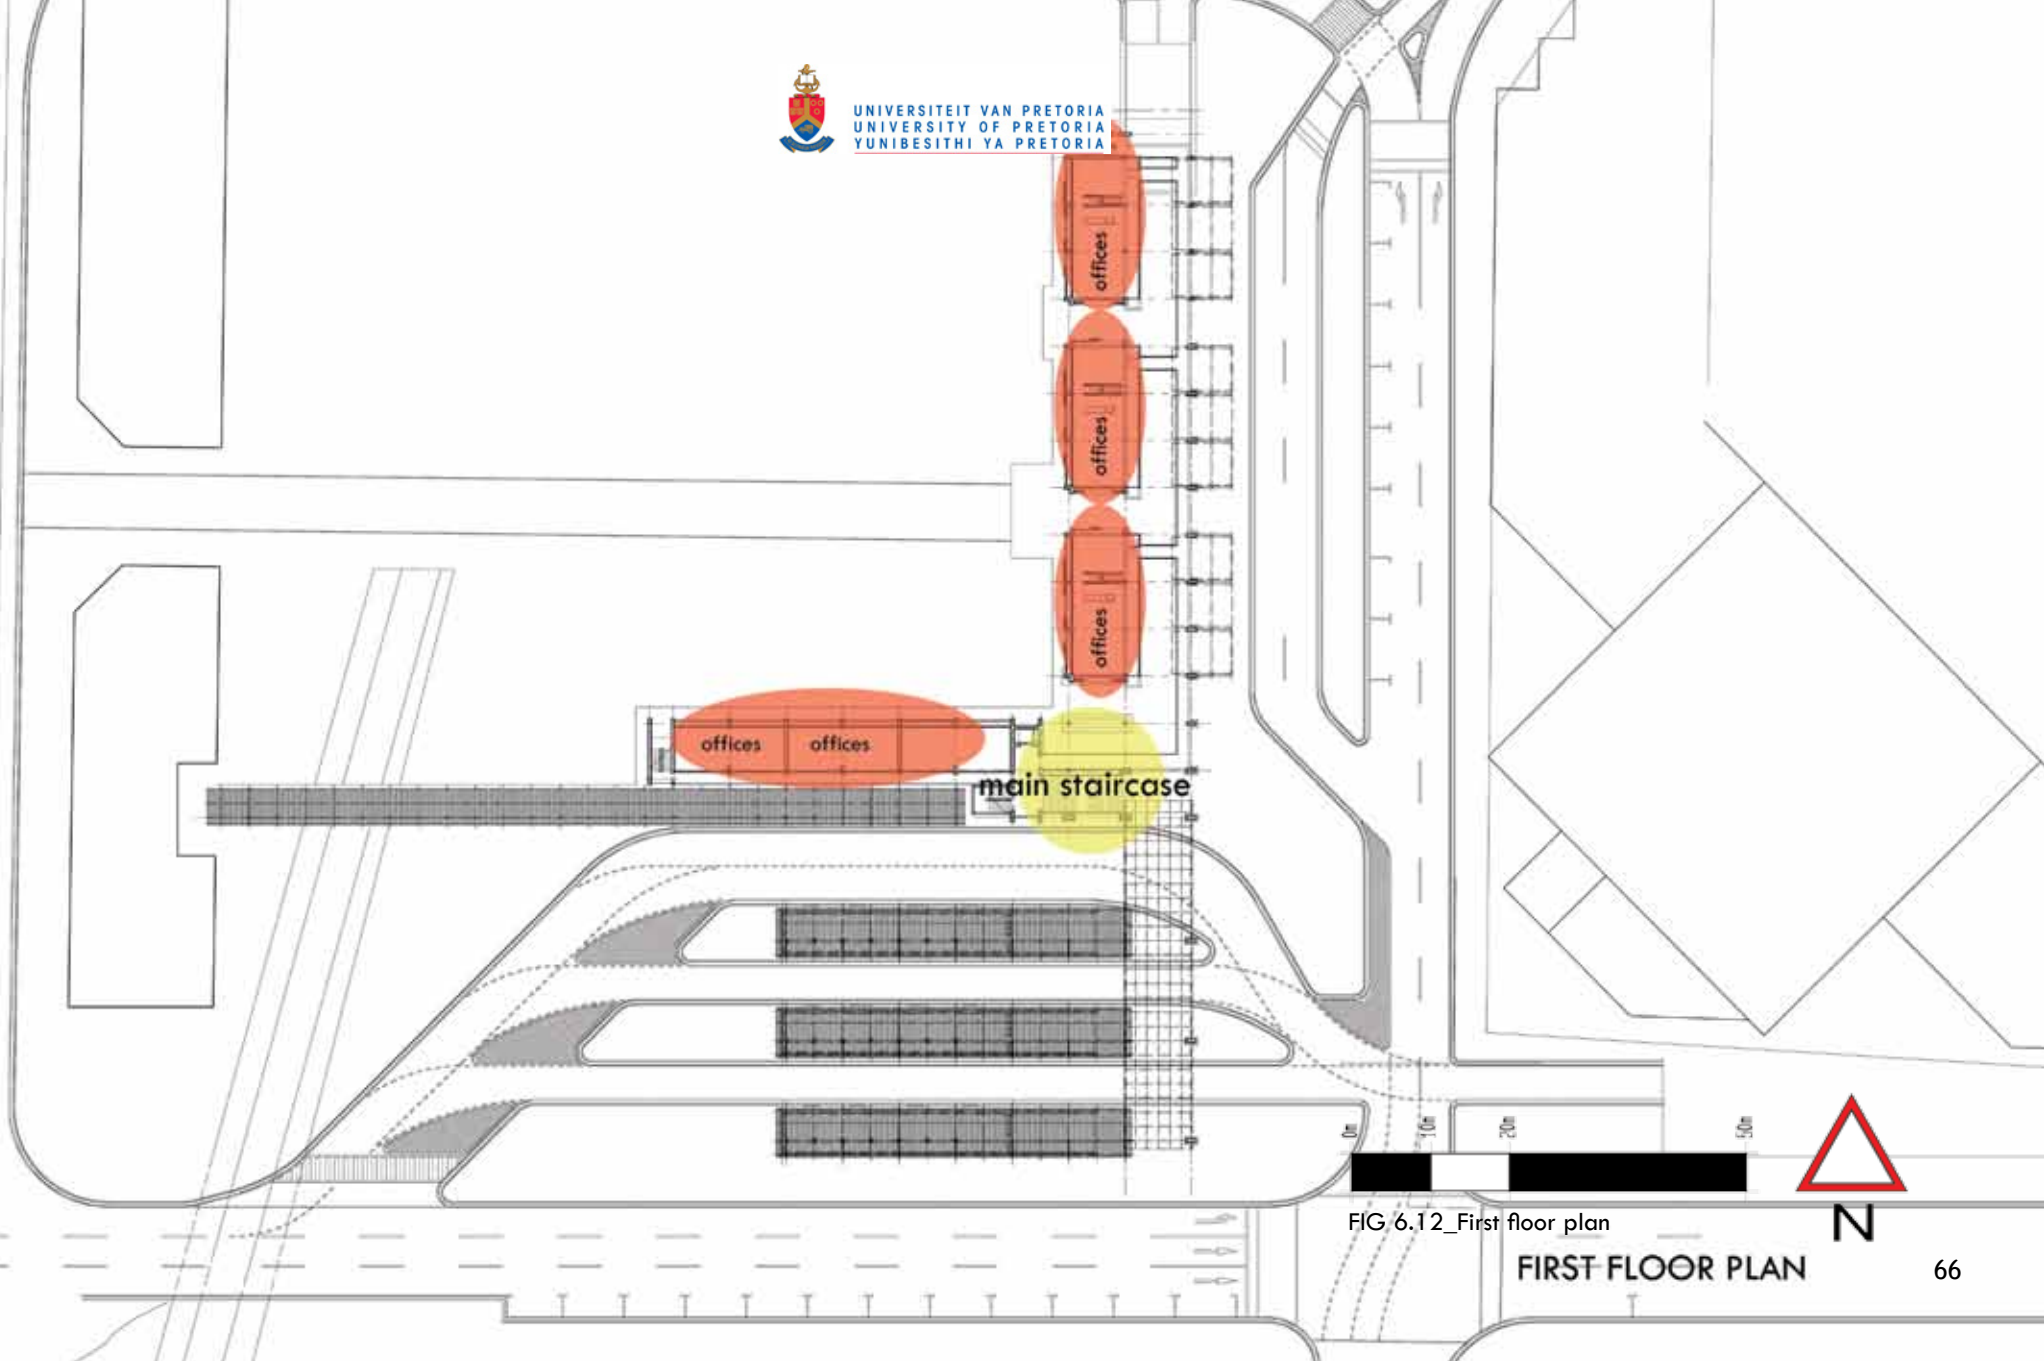 UNIVERSITEIT VAN PRETORIA
UNIVERSITY OF PRETORIA
YUNIBESITHI YA PRETORIA
offices
offices
offices
offices offices
main staircase
0m 10m 20m 50m
N
FIG 6.12_First floor plan
FIRST FLOOR PLAN
66